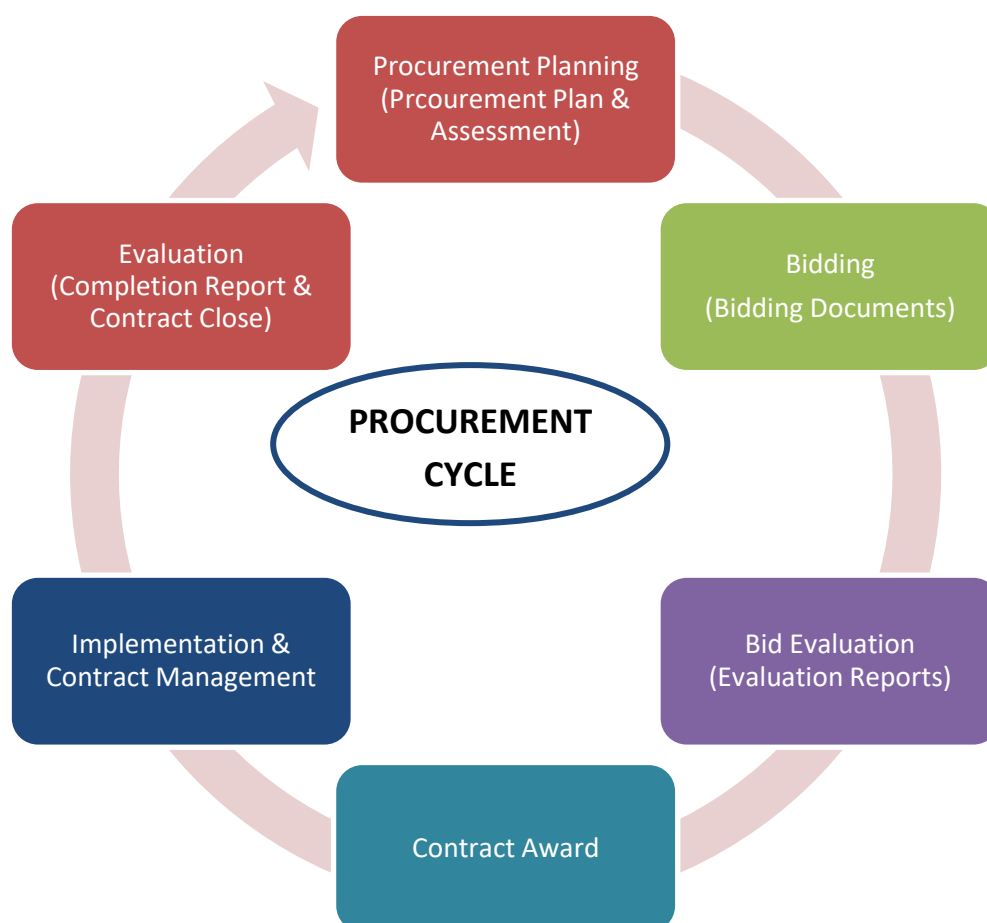 Procurement Planning
(Prcourement Plan &
Assessment)
Bidding
(Bidding Documents)
Bid Evaluation
(Evaluation Reports)
Contract Award
Implementation &
Contract Management
Evaluation
(Completion Report &
Contract Close)
PROCUREMENT
CYCLE